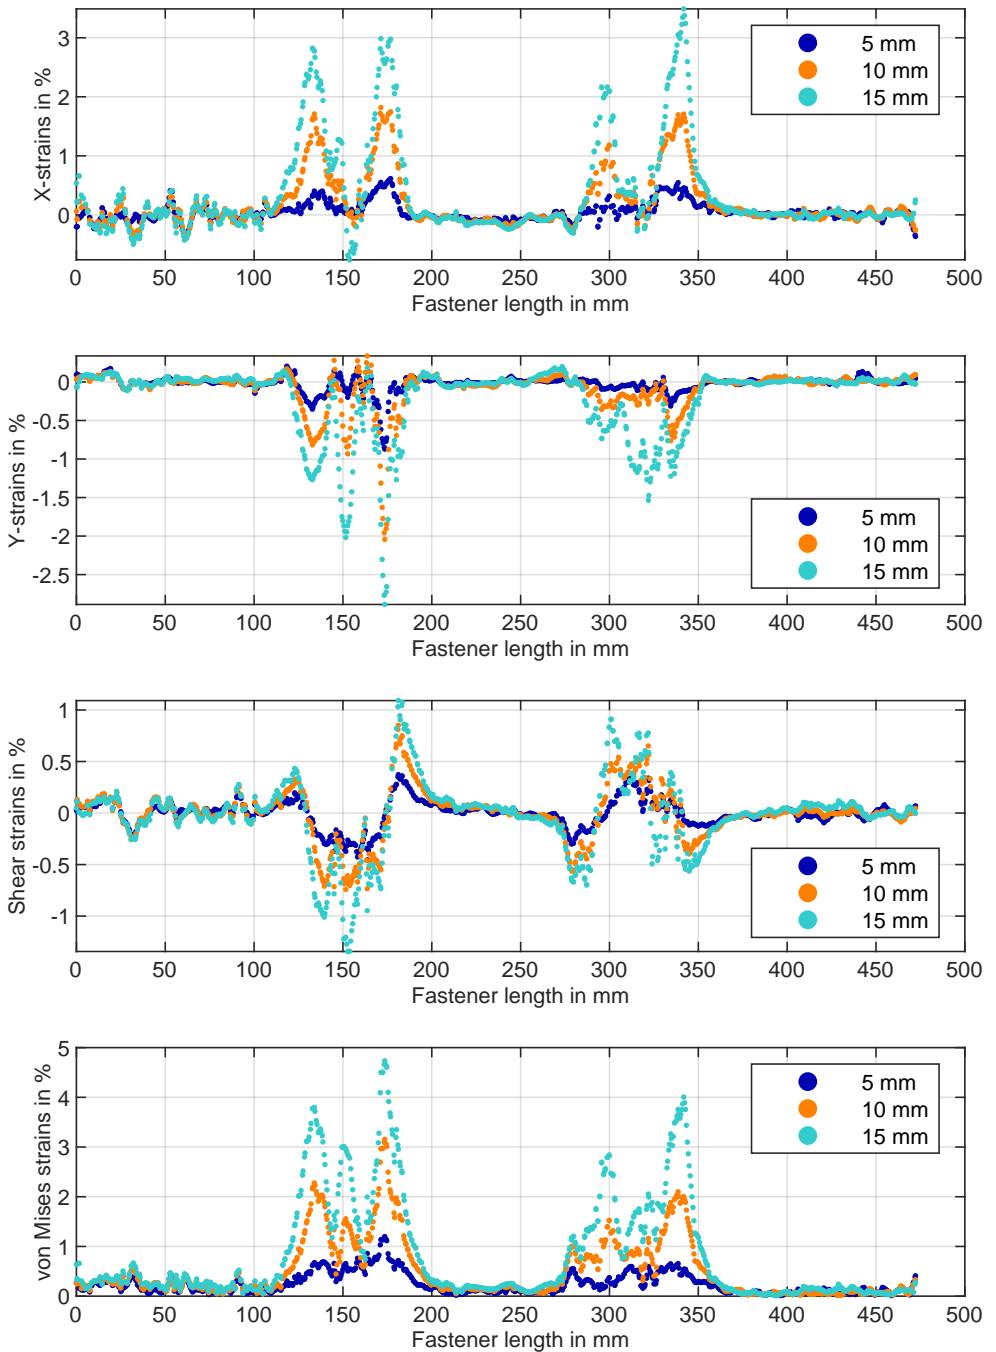 X-strains in %
3
2
1
0
5 mm
10 mm
15 mm
0 50 100 150 200 250 300 350 400 450 500
Fastener length in mm
Y-strains in %
0
-0.5
-1
-1.5
-2
-2.5
5 mm
10 mm
15 mm
0 50 100 150 200 250 300 350 400 450 500
Fastener length in mm
Shear strains in %
1
0.5
0
-0.5
-1
5 mm
10 mm
15 mm
0 50 100 150 200 250 300 350 400 450 500
Fastener length in mm
von Mises strains in %
5
4
3
2
1
0
5 mm
10 mm
15 mm
0 50 100 150 200 250 300 350 400 450 500
Fastener length in mm